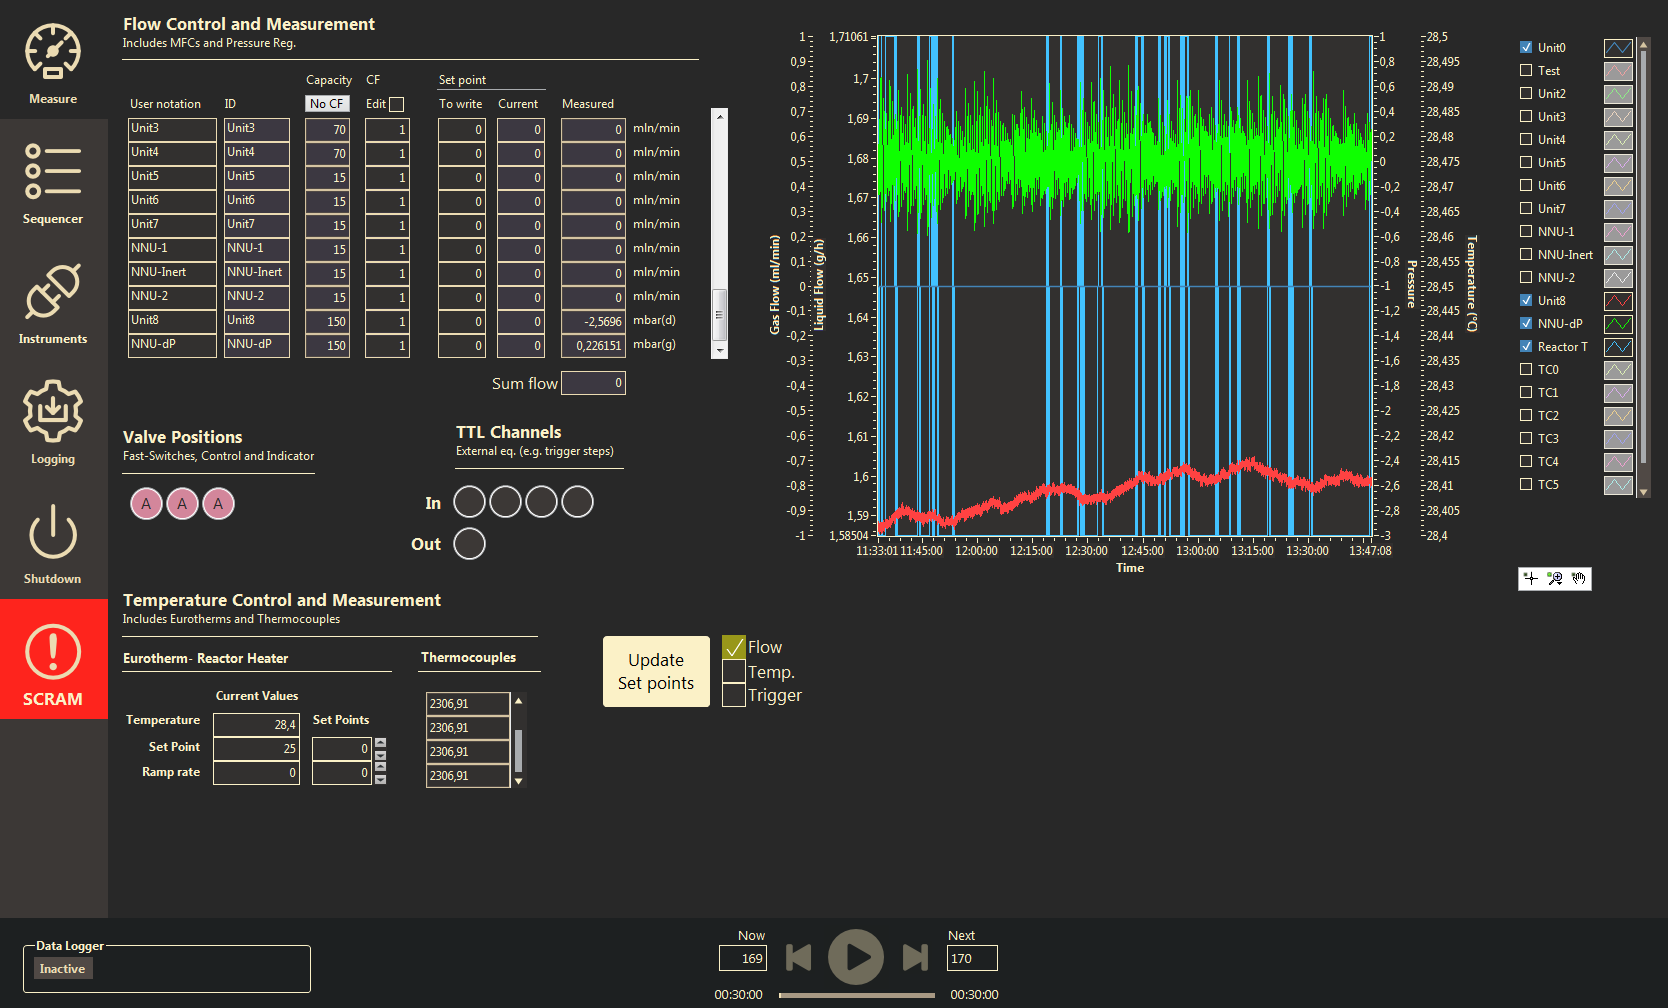 Measure
Sequencer
Instruments
Logging
Shutdown
SCRAM
Flow Control and Measurement
Includes MFCs and Pressure Reg.
Capacity CF Set point
User notation ID No CF Edit To write Current Measured
Unit3 Unit3 70 1 0 0 0 mln/min
Unit4 Unit4 70 1 0 0 0 mln/min
Unit5 Unit5 15 1 0 0 0 mln/min
Unit6 Unit6 15 1 0 0 0 mln/min
Unit7 Unit7 15 1 0 0 0 mln/min
NNU-1 NNU-1 15 1 0 0 0 mln/min
NNU-Inert NNU-Inert 15 1 0 0 0 mln/min
NNU-2 NNU-2 15 1 0 0 0 mln/min
Unit8 Unit8 150 1 0 0 -2,5696 mbar(d)
NNU-dP NNU-dP 150 1 0 0 0,226151 mbar(g)
Sum flow 0
Valve Positions
Fast-Switches, Control and Indicator
A A A
TTL Channels
External eq. (e.g. trigger steps)
In
Out
Temperature Control and Measurement
Includes Eurotherms and Thermocouples
Eurotherm- Reactor Heater
Current Values
Temperature 28,4 Set Points
Set Point 25 0
Ramp rate 0 0
Thermocouples
2306,91
2306,91
2306,91
2306,91
Update
Set points
Flow
Temp.
Trigger
Gas Flow (ml/min)
1
0,9
0,8
0,7
0,6
0,5
0,4
0,3
0,2
0,1
0
-0,1
-0,2
-0,3
-0,4
-0,5
-0,6
-0,7
-0,8
-0,9
-1
Liquid Flow (g/h)
1,71061
1,7
1,69
1,68
1,67
1,66
1,65
1,64
1,63
1,62
1,61
1,6
1,59
1,58504
1
0,8
0,6
0,4
0,2
0
-0,2
-0,4
-0,6
-0,8
-1
-1,2
-1,4
-1,6
-1,8
-2
-2,2
-2,4
-2,6
-2,8
-3
Pressure
28,5
28,495
28,49
28,485
28,48
28,475
28,47
28,465
28,46
28,455
28,45
28,445
28,44
28,435
28,43
28,425
28,42
28,415
28,41
28,405
28,4
Temperature (°C)
11:33:01 11:45:00 12:00:00 12:15:00 12:30:00 12:45:00 13:00:00 13:15:00 13:30:00 13:47:08
Time
Unit0
Test
Unit2
Unit3
Unit4
Unit5
Unit6
Unit7
NNU-1
NNU-Inert
NNU-2
Unit8
NNU-dP
Reactor T
TC0
TC1
TC2
TC3
TC4
TC5
Data Logger
Inactive
Now
169
Next
170
00:30:00
00:30:00